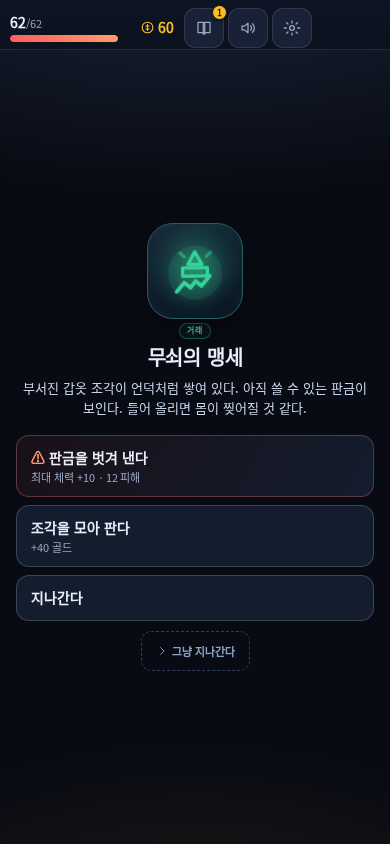 62/62
60
1
거래
무쇠의 맹세
부서진 갑옷 조각이 언덕처럼 쌓여 있다. 아직 쓸 수 있는 판금이
보인다. 들어 올리면 몸이 찢어질 것 같다.
판금을 벗겨 낸다
최대 체력 +10 · 12 피해
조각을 모아 판다
+40 골드
지나간다
그냥 지나간다